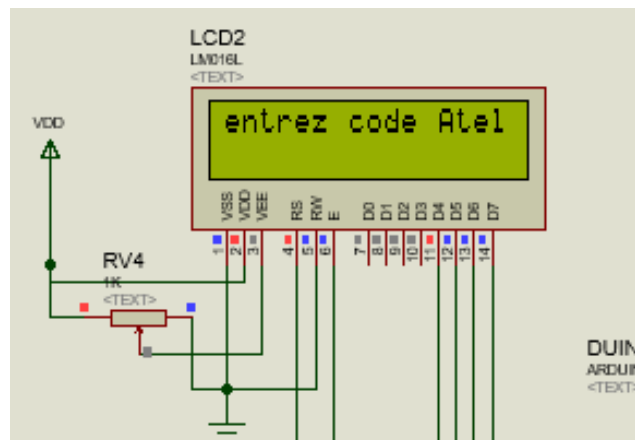 LCD2
LM016L
<TEXT>
entrez code Atel
VDD
VSS VDD VEE RS RW E D0 D1 D2 D3 D4 D5 D6 D7
1 2 3 4 5 6 7 8 9 10 11 12 13 14
RV4
1K
<TEXT>
DUIN
ARDUIN
<TEXT>